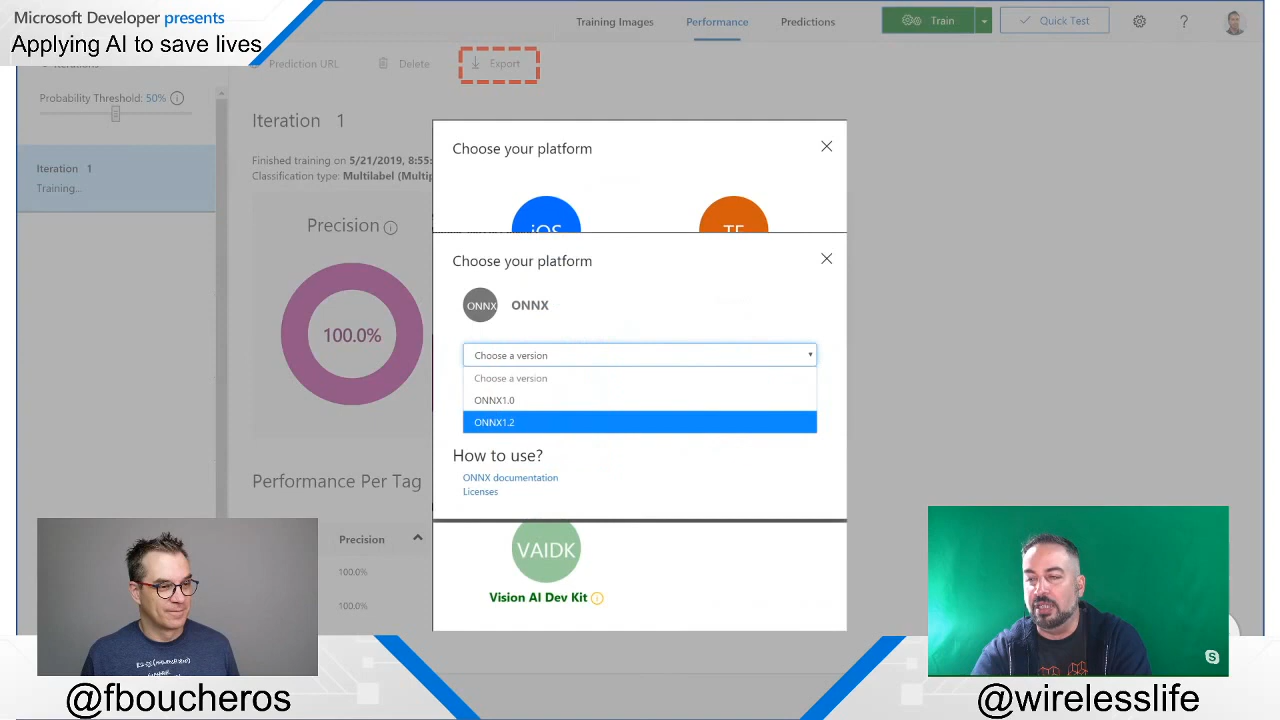 Microsoft Developer presents
Applying AI to save lives
Training Images
Performance
Predictions
Train
Quick Test
?
Prediction URL
Delete
Export
Probability Threshold: 50%
Iteration 1
Finished training on 5/21/2019, 8:55:
Classification type: Multilabel (Multip
Iteration 1
Training...
Precision
100.0%
Performance Per Tag
Precision
100.0%
100.0%
Choose your platform
iOS
TF
Choose your platform
ONNX
ONNX
Choose a version
Choose a version
ONNX1.0
ONNX1.2
How to use?
ONNX documentation
Licenses
VAIDK
Vision AI Dev Kit
@fboucheros
@wirelesslife